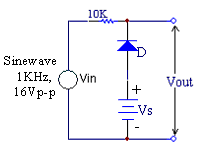 10K
D
Sinewave
1KHz,
16Vp-p
Vin
Vout
+
Vs
-